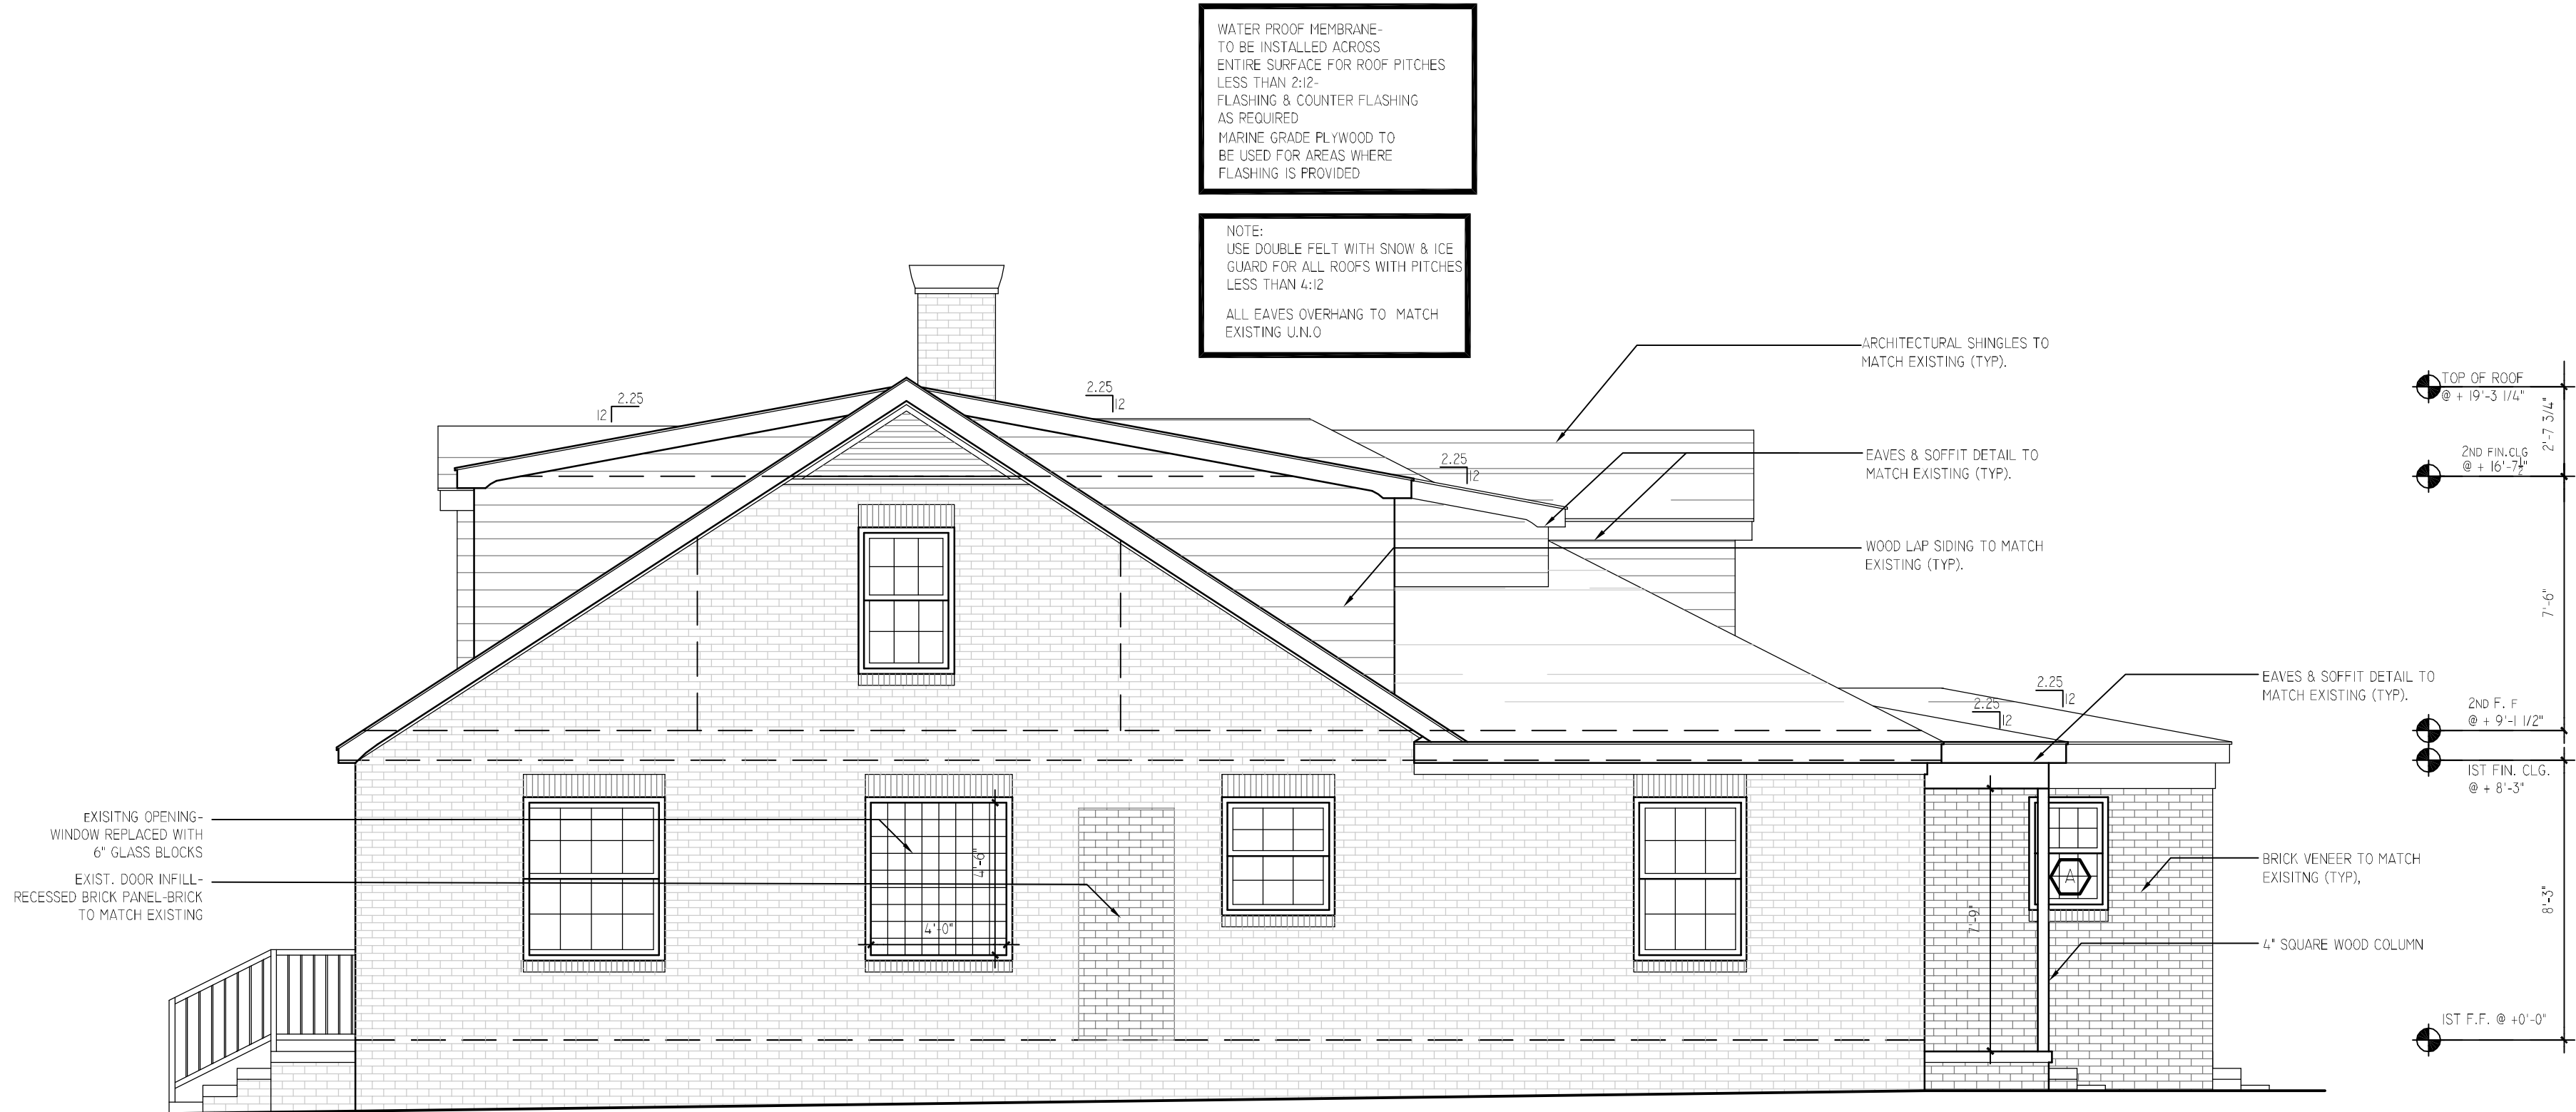 WATER PROOF MEMBRANE-
TO BE INSTALLED ACROSS
ENTIRE SURFACE FOR ROOF PITCHES
LESS THAN 2:12-
FLASHING & COUNTER FLASHING
AS REQUIRED
MARINE GRADE PLYWOOD TO
BE USED FOR AREAS WHERE
FLASHING IS PROVIDED
NOTE:
USE DOUBLE FELT WITH SNOW & ICE
GUARD FOR ALL ROOFS WITH PITCHES
LESS THAN 4:12
ALL EAVES OVERHANG TO MATCH
EXISTING U.N.O
ARCHITECTURAL SHINGLES TO
MATCH EXISTING (TYP).
2.25
12
2.25
12
TOP OF ROOF
@ + 19'-3 1/4"
2'-7 3/4"
EAVES & SOFFIT DETAIL TO
MATCH EXISTING (TYP).
2.25
12
2ND FIN.CLG
@ + 16'-7½"
WOOD LAP SIDING TO MATCH
EXISTING (TYP).
7'-6"
EAVES & SOFFIT DETAIL TO
MATCH EXISTING (TYP).
2.25
12
2.25
12
2ND F. F
@ + 9'-1 1/2"
1ST FIN. CLG.
@ + 8'-3"
EXISITNG OPENING-
WINDOW REPLACED WITH
6" GLASS BLOCKS
EXIST. DOOR INFILL-
RECESSED BRICK PANEL-BRICK
TO MATCH EXISTING
4'-6"
4'-0"
BRICK VENEER TO MATCH
EXISITNG (TYP),
A
7'-9"
8'-3"
4" SQUARE WOOD COLUMN
1ST F.F. @ +0'-0"